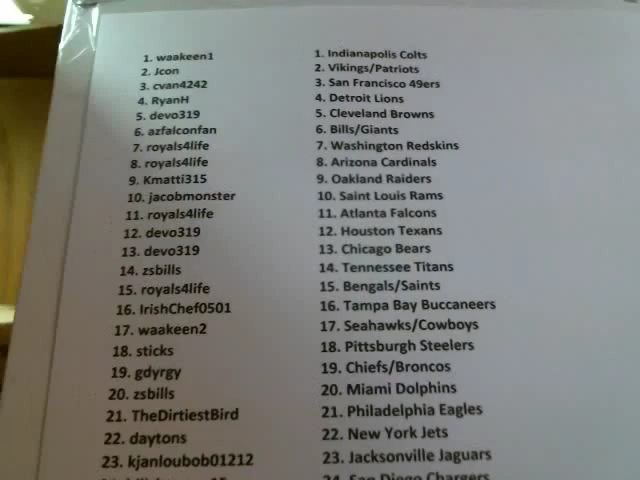 1. waakeen1
2. Jcon
3. cvan4242
4. RyanH
5. devo319
6. azfalconfan
7. royals4life
8. royals4life
9. Kmatti315
10. jacobmonster
11. royals4life
12. devo319
13. devo319
14. zsbills
15. royals4life
16. IrishChef0501
17. waakeen2
18. sticks
19. gdyrgy
20. zsbills
21. TheDirtiestBird
22. daytons
23. kjanloubob01212
1. Indianapolis Colts
2. Vikings/Patriots
3. San Francisco 49ers
4. Detroit Lions
5. Cleveland Browns
6. Bills/Giants
7. Washington Redskins
8. Arizona Cardinals
9. Oakland Raiders
10. Saint Louis Rams
11. Atlanta Falcons
12. Houston Texans
13. Chicago Bears
14. Tennessee Titans
15. Bengals/Saints
16. Tampa Bay Buccaneers
17. Seahawks/Cowboys
18. Pittsburgh Steelers
19. Chiefs/Broncos
20. Miami Dolphins
21. Philadelphia Eagles
22. New York Jets
23. Jacksonville Jaguars
24. San Diego Chargers